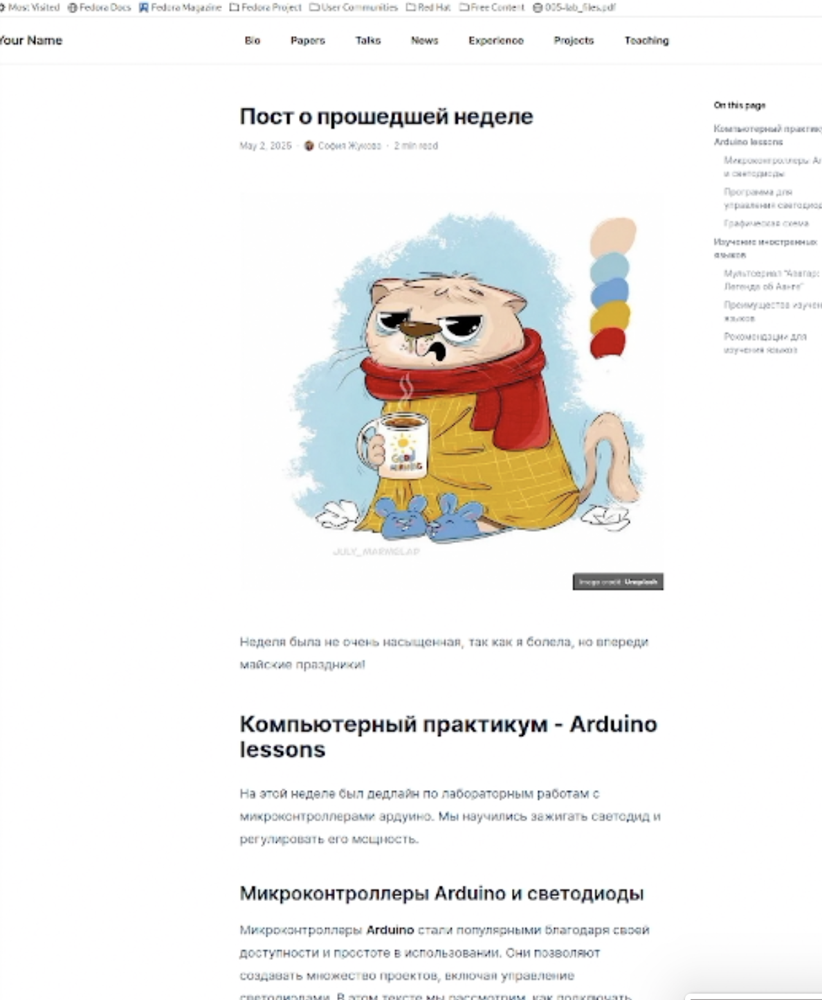 Most Visited Fedora Docs Fedora Magazine Fedora Project User Communities Red Hat Free Content 005-lab_files.pdf
Your Name Bio Papers Talks News Experience Projects Teaching
Пост о прошедшей неделе
May 2, 2025 · София Жукова · 2 min read
GOOD
MORNING
JULY_MARMELAD
Image credit: Unsplash
Неделя была не очень насыщенная, так как я болела, но впереди
майские праздники!
Компьютерный практикум - Arduino
lessons
На этой неделе был дедлайн по лабораторным работам с
микроконтроллерами ардуино. Мы научились зажигать светодид и
регулировать его мощность.
Микроконтроллеры Arduino и светодиоды
Микроконтроллеры Arduino стали популярными благодаря своей
доступности и простоте в использовании. Они позволяют
создавать множество проектов, включая управление
светодиодами. В этом тексте мы рассмотрим, как подключать
On this page
Компьютерный практик
Arduino lessons
Микроконтроллеры Ar
и светодиоды
Программа для
управления светодиод
Графическая схема
Изучение иностранных
языков
Мультсериал "Аватар:
Легенда об Аанге"
Преимущества изучен
языков
Рекомендации для
изучения языков